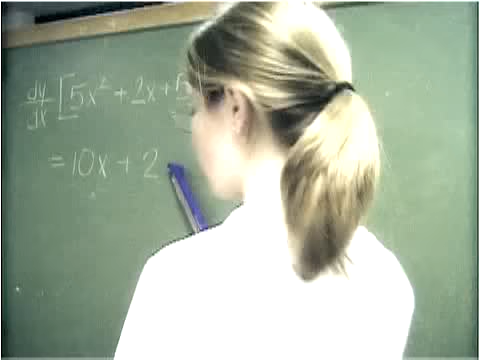 dy/dx [5x² + 2x + 5
= 10x + 2